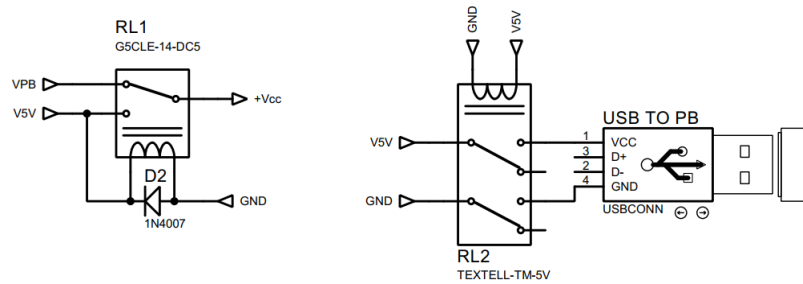 RL1
G5CLE-14-DC5
VPB
V5V
+Vcc
D2
1N4007
GND
GND
V5V
V5V
GND
RL2
TEXTELL-TM-5V
USB TO PB
1
VCC
3
D+
2
D-
4
GND
USBCONN